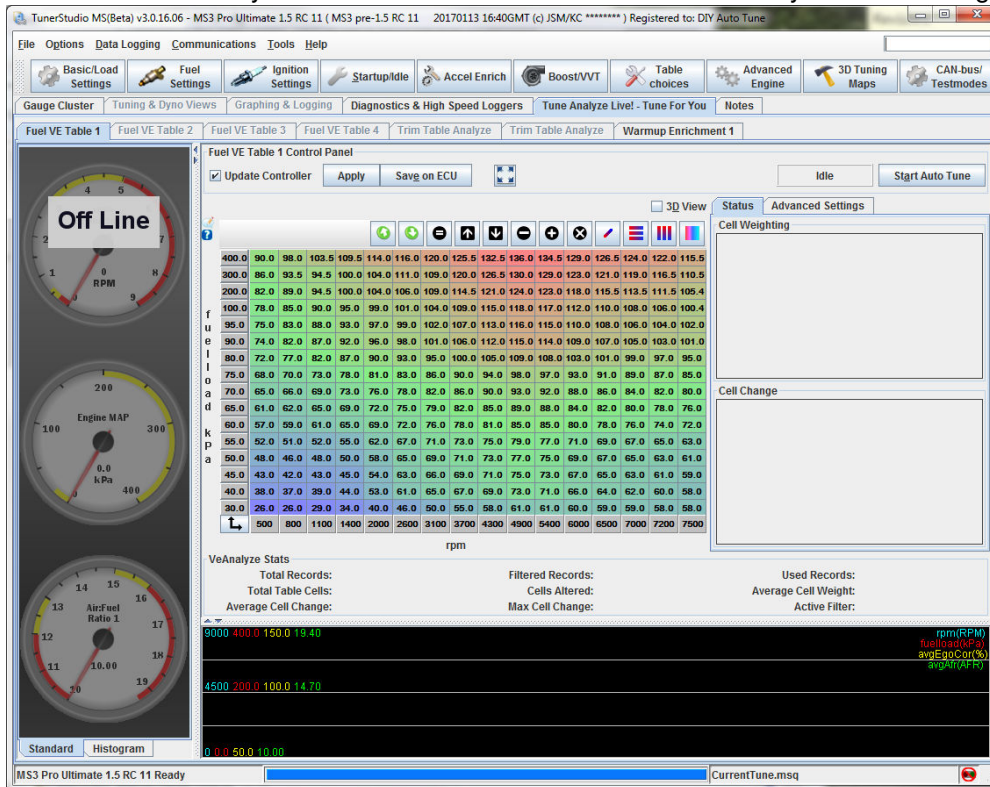 TunerStudio MS(Beta) v3.0.16.06 - MS3 Pro Ultimate 1.5 RC 11 ( MS3 pre-1.5 RC 11 20170113 16:40GMT (c) JSM/KC ******** ) Registered to: DIY Auto Tune
File Options Data Logging Communications Tools Help
Basic/Load Settings Fuel Settings Ignition Settings Startup/Idle Accel Enrich Boost/VVT Table choices Advanced Engine 3D Tuning Maps CAN-bus/ Testmodes
Gauge Cluster Tuning & Dyno Views Graphing & Logging Diagnostics & High Speed Loggers Tune Analyze Live! - Tune For You Notes
Fuel VE Table 1 Fuel VE Table 2 Fuel VE Table 3 Fuel VE Table 4 Trim Table Analyze Trim Table Analyze Warmup Enrichment 1
Fuel VE Table 1 Control Panel
Update Controller Apply Save on ECU Idle Start Auto Tune
3D View Status Advanced Settings
Cell Weighting
400.0 90.0 98.0 103.5 109.5 114.0 116.0 120.0 125.5 132.5 136.0 134.5 129.0 126.5 124.0 122.0 115.5
300.0 86.0 93.5 94.5 100.0 104.0 111.0 109.0 120.0 126.5 130.0 129.0 123.0 121.0 119.0 116.5 110.5
200.0 82.0 89.0 94.5 100.0 104.0 106.0 109.0 114.5 121.0 124.0 123.0 118.0 115.5 113.5 111.5 105.4
100.0 78.0 85.0 90.0 95.0 99.0 101.0 104.0 109.0 115.0 118.0 117.0 112.0 110.0 108.0 106.0 100.4
95.0 75.0 83.0 88.0 93.0 97.0 99.0 102.0 107.0 113.0 116.0 115.0 110.0 108.0 106.0 104.0 102.0
90.0 74.0 82.0 87.0 92.0 96.0 98.0 101.0 106.0 112.0 115.0 114.0 109.0 107.0 105.0 103.0 101.0
80.0 72.0 77.0 82.0 87.0 90.0 93.0 95.0 100.0 105.0 109.0 108.0 103.0 101.0 99.0 97.0 95.0
75.0 68.0 70.0 73.0 78.0 81.0 83.0 86.0 90.0 94.0 98.0 97.0 93.0 91.0 89.0 87.0 85.0
70.0 65.0 66.0 69.0 73.0 76.0 78.0 82.0 86.0 90.0 93.0 92.0 88.0 86.0 84.0 82.0 80.0
65.0 61.0 62.0 65.0 69.0 72.0 75.0 79.0 82.0 85.0 89.0 88.0 84.0 82.0 80.0 78.0 76.0
60.0 57.0 59.0 61.0 65.0 69.0 72.0 76.0 78.0 81.0 85.0 85.0 80.0 78.0 76.0 74.0 72.0
55.0 52.0 51.0 52.0 55.0 62.0 67.0 71.0 73.0 75.0 79.0 77.0 71.0 69.0 67.0 65.0 63.0
50.0 48.0 46.0 48.0 50.0 58.0 65.0 69.0 71.0 73.0 77.0 75.0 69.0 67.0 65.0 63.0 61.0
45.0 43.0 42.0 43.0 45.0 54.0 63.0 66.0 69.0 71.0 75.0 73.0 67.0 65.0 63.0 61.0 59.0
40.0 38.0 37.0 39.0 44.0 53.0 61.0 65.0 67.0 69.0 73.0 71.0 66.0 64.0 62.0 60.0 58.0
30.0 26.0 26.0 29.0 34.0 40.0 46.0 50.0 55.0 58.0 61.0 61.0 60.0 59.0 59.0 58.0 58.0
500 800 1100 1400 2000 2600 3100 3700 4300 4900 5400 6000 6500 7000 7200 7500
rpm
fuelload kPa
Cell Change
Off Line
1 2 4 5 7 8 9
0
RPM
100 200 300 400
Engine MAP
0.0
kPa
10 11 12 13 14 15 16 17 18 19
Air:Fuel
Ratio 1
10.00
VeAnalyze Stats
Total Records: Filtered Records: Used Records:
Total Table Cells: Cells Altered: Average Cell Weight:
Average Cell Change: Max Cell Change: Active Filter:
9000 400.0 150.0 19.40 rpm(RPM)
fuelload(kPa)
avgEgoCor(%)
avgAfr(AFR)
4500 200.0 100.0 14.70
0 0.0 50.0 10.00
Standard Histogram
MS3 Pro Ultimate 1.5 RC 11 Ready CurrentTune.msq